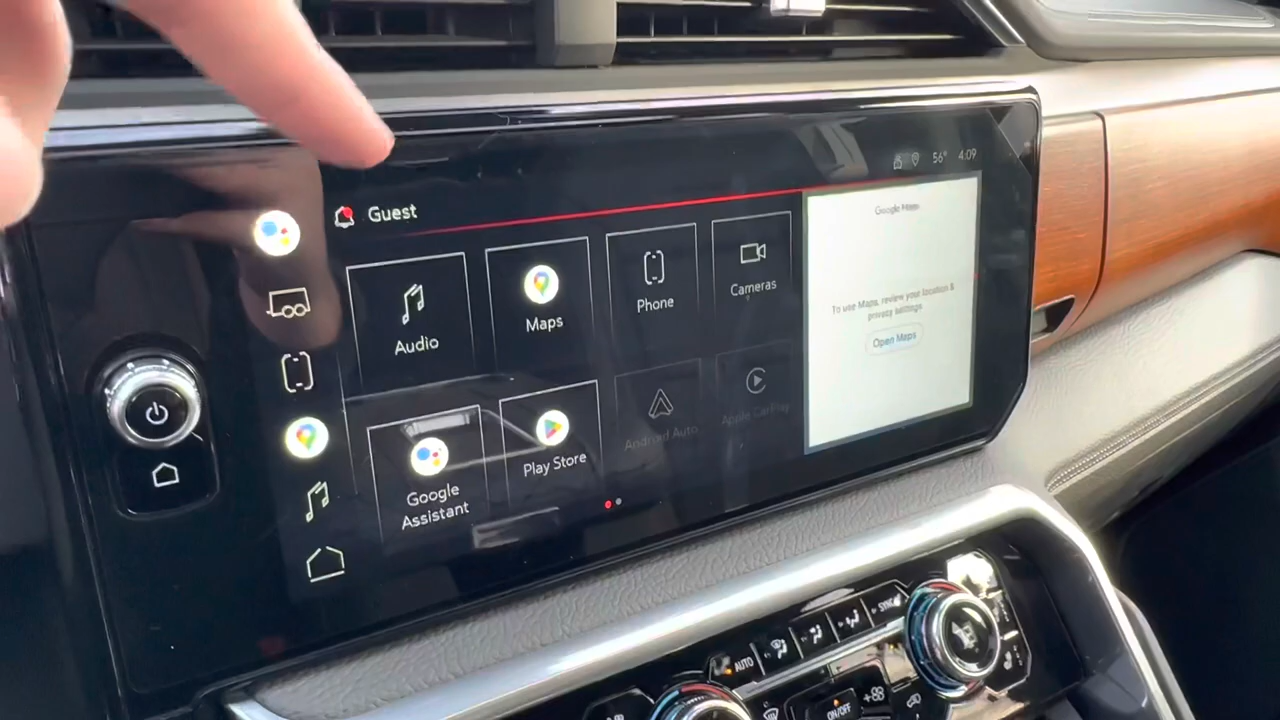 56° 4:09
Guest
Google Maps
Audio
Maps
Phone
Cameras
To use Maps, review your location &
privacy settings
Open Maps
Google
Assistant
Play Store
Android Auto
Apple CarPlay
AUTO
SYNC
ON/OFF